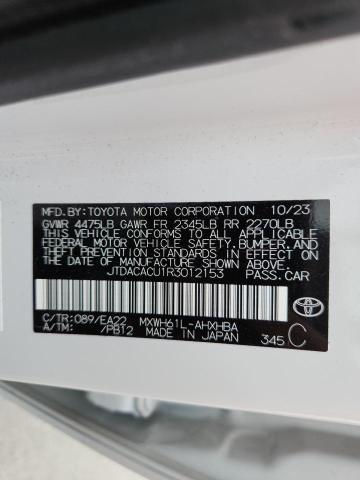 MFD. BY: TOYOTA MOTOR CORPORATION 10/23
GVWR 4475LB GAWR FR 2345LB RR 2270LB
THIS VEHICLE CONFORMS TO ALL APPLICABLE
FEDERAL MOTOR VEHICLE SAFETY, BUMPER, AND
THEFT PREVENTION STANDARDS IN EFFECT ON
THE DATE OF MANUFACTURE SHOWN ABOVE.
JTDACACU1R3012153 PASS. CAR
C/TR: 089/EA22 MXWH61L-AHXHBA
A/TM: /PB12 MADE IN JAPAN 345 C